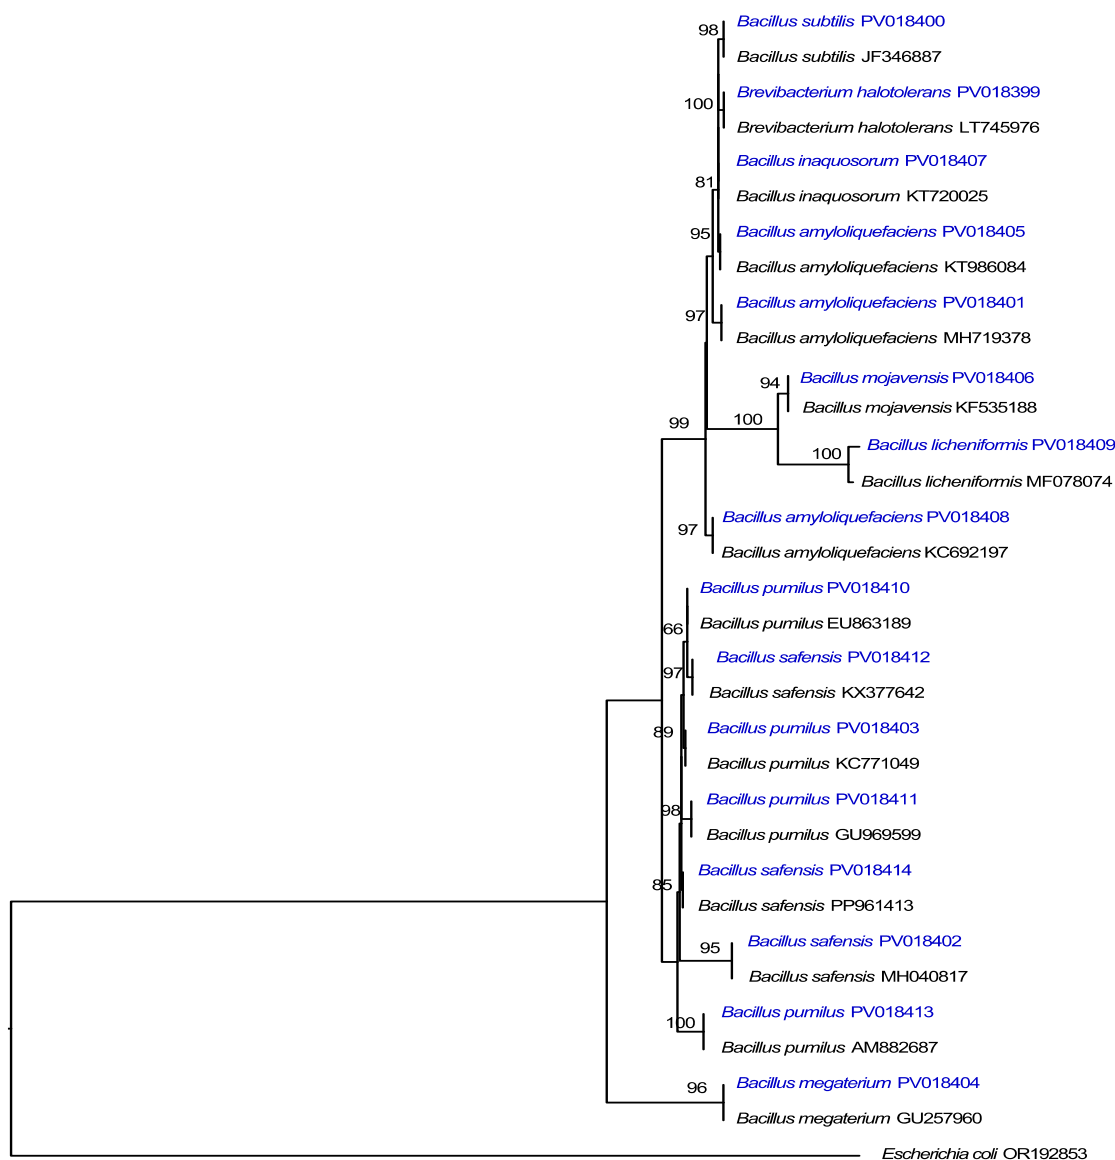 98
Bacillus subtilis PV018400
Bacillus subtilis JF346887
100
Brevibacterium halotolerans PV018399
Brevibacterium halotolerans LT745976
Bacillus inaquosorum PV018407
81
Bacillus inaquosorum KT720025
95
Bacillus amyloliquefaciens PV018405
Bacillus amyloliquefaciens KT986084
Bacillus amyloliquefaciens PV018401
97
Bacillus amyloliquefaciens MH719378
94
Bacillus mojavensis PV018406
Bacillus mojavensis KF535188
99
100
Bacillus licheniformis PV018409
100
Bacillus licheniformis MF078074
Bacillus amyloliquefaciens PV018408
97
Bacillus amyloliquefaciens KC692197
Bacillus pumilus PV018410
66
Bacillus pumilus EU863189
Bacillus safensis PV018412
97
Bacillus safensis KX377642
89
Bacillus pumilus PV018403
Bacillus pumilus KC771049
Bacillus pumilus PV018411
98
Bacillus pumilus GU969599
Bacillus safensis PV018414
85
Bacillus safensis PP961413
95
Bacillus safensis PV018402
Bacillus safensis MH040817
Bacillus pumilus PV018413
100
Bacillus pumilus AM882687
96
Bacillus megaterium PV018404
Bacillus megaterium GU257960
Escherichia coli OR192853